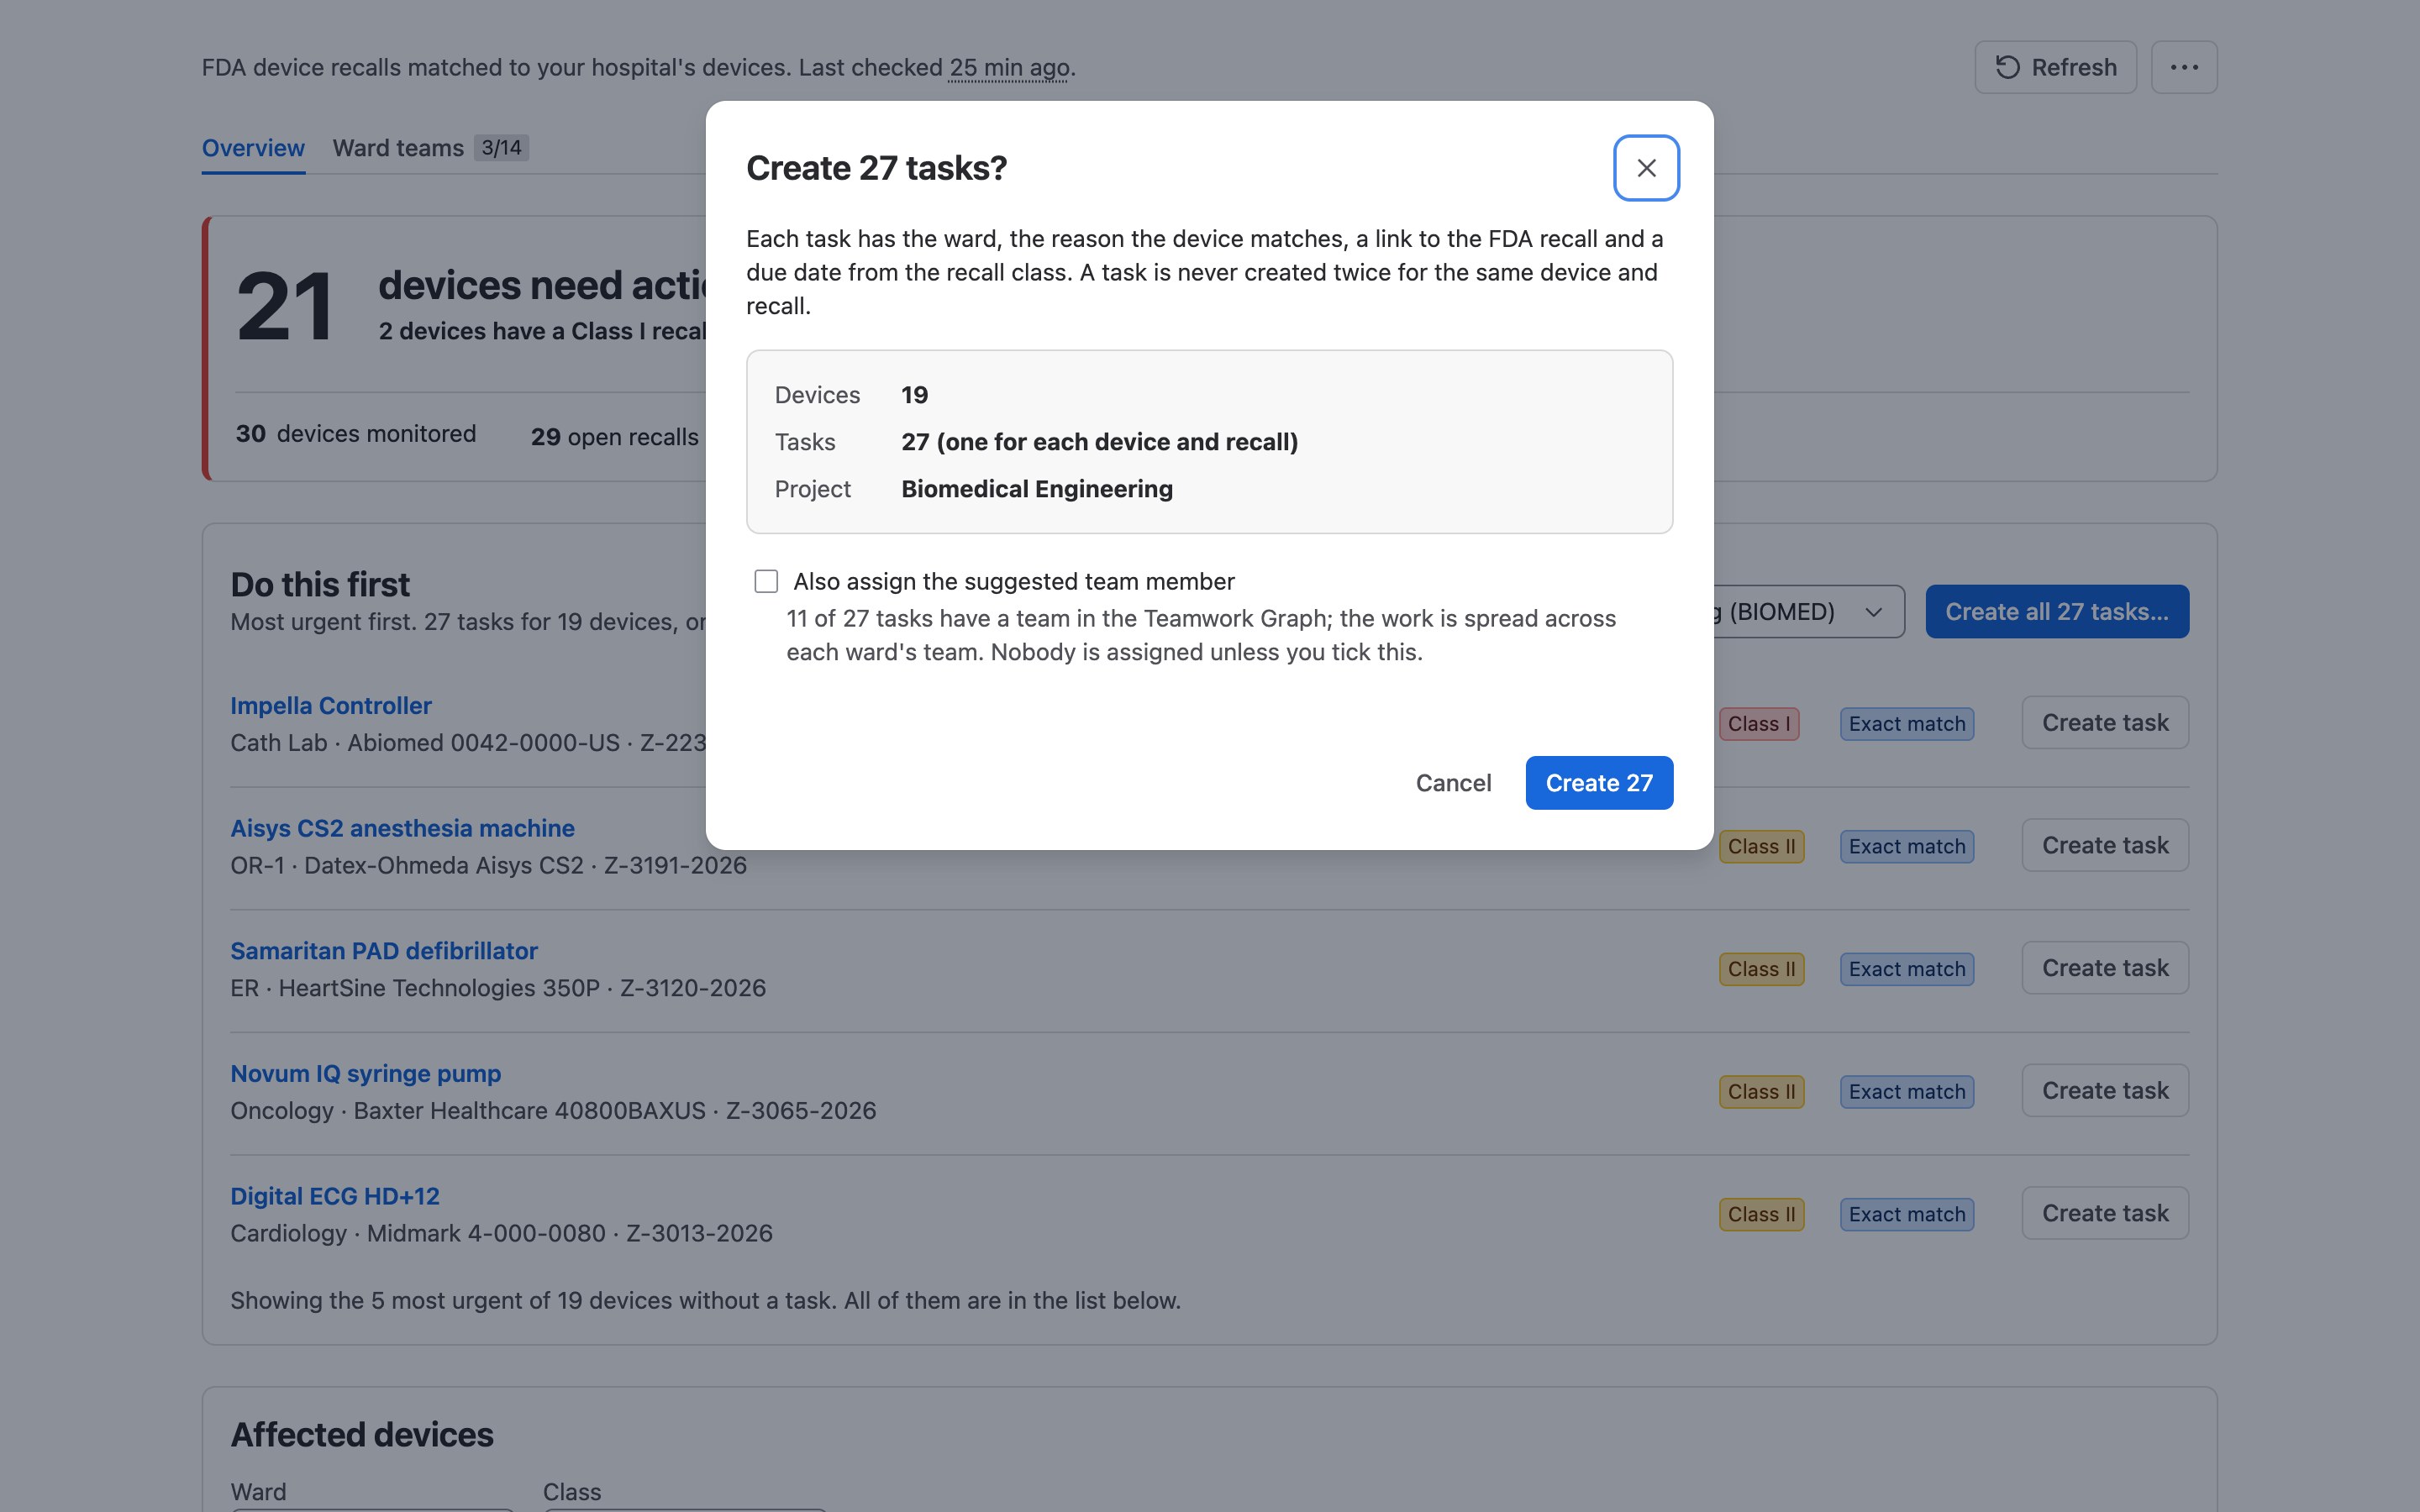 FDA device recalls matched to your hospital's devices. Last checked 25 min ago.
Refresh
Overview
Ward teams 3/14
Create 27 tasks?
Each task has the ward, the reason the device matches, a link to the FDA recall and a
due date from the recall class. A task is never created twice for the same device and
recall.
Devices 19
Tasks 27 (one for each device and recall)
Project Biomedical Engineering
Also assign the suggested team member
11 of 27 tasks have a team in the Teamwork Graph; the work is spread across
each ward's team. Nobody is assigned unless you tick this.
Cancel
Create 27
21
devices need
2 devices have a Class I
30 devices monitored
29 open recalls
Do this first
Most urgent first. 27 tasks for 19 devices,
(BIOMED)
Create all 27 tasks...
Impella Controller
Cath Lab · Abiomed 0042-0000-US · Z-223
Class I
Exact match
Create task
Aisys CS2 anesthesia machine
OR-1 · Datex-Ohmeda Aisys CS2 · Z-3191-2026
Class II
Exact match
Create task
Samaritan PAD defibrillator
ER · HeartSine Technologies 350P · Z-3120-2026
Class II
Exact match
Create task
Novum IQ syringe pump
Oncology · Baxter Healthcare 40800BAXUS · Z-3065-2026
Class II
Exact match
Create task
Digital ECG HD+12
Cardiology · Midmark 4-000-0080 · Z-3013-2026
Class II
Exact match
Create task
Showing the 5 most urgent of 19 devices without a task. All of them are in the list below.
Affected devices
Ward
Class